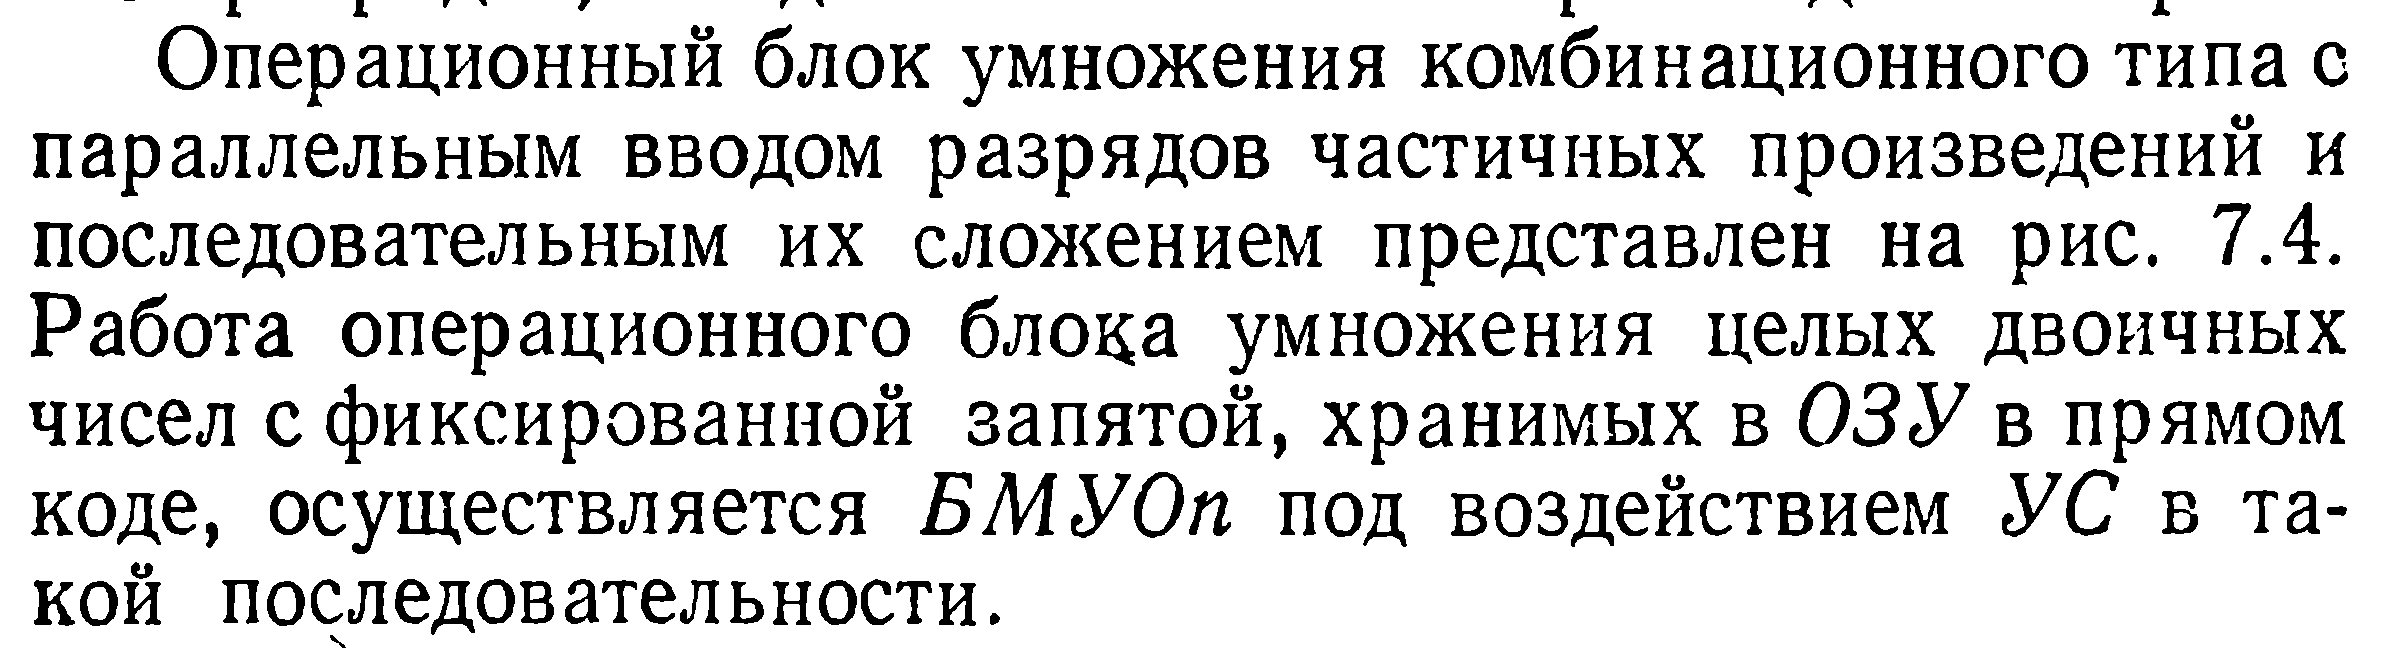 Операционный блок умножения комбинационного типа с
параллельным вводом разрядов частичных произведений и
последовательным их сложением представлен на рис. 7.4.
Работа операционного блока умножения целых двоичных
чисел с фиксированной запятой, хранимых в ОЗУ в прямом
коде, осуществляется БМУОп под воздействием УС в та-
кой последовательности.